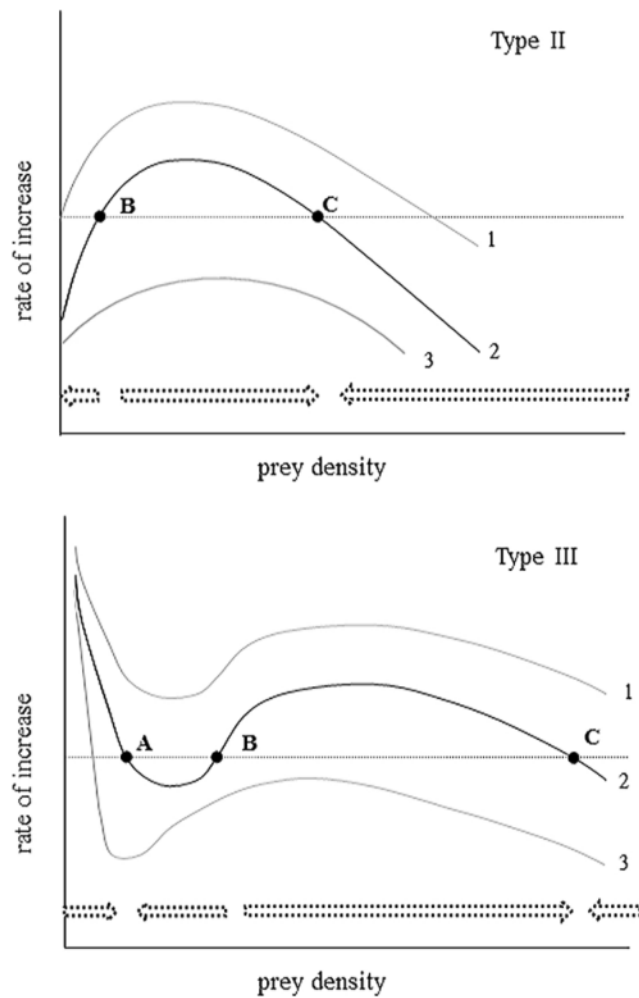 Type II
rate of increase
B
C
1
2
3
prey density
Type III
rate of increase
A
B
C
1
2
3
prey density